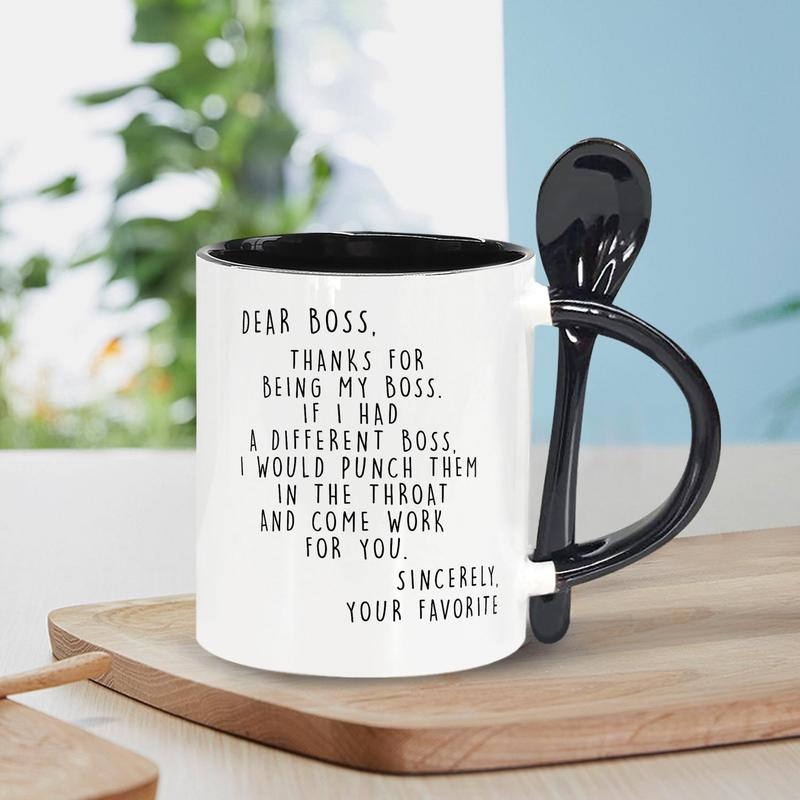 DEAR BOSS,
THANKS FOR
BEING MY BOSS.
IF I HAD
A DIFFERENT BOSS,
I WOULD PUNCH THEM
IN THE THROAT
AND COME WORK
FOR YOU.
SINCERELY,
YOUR FAVORITE